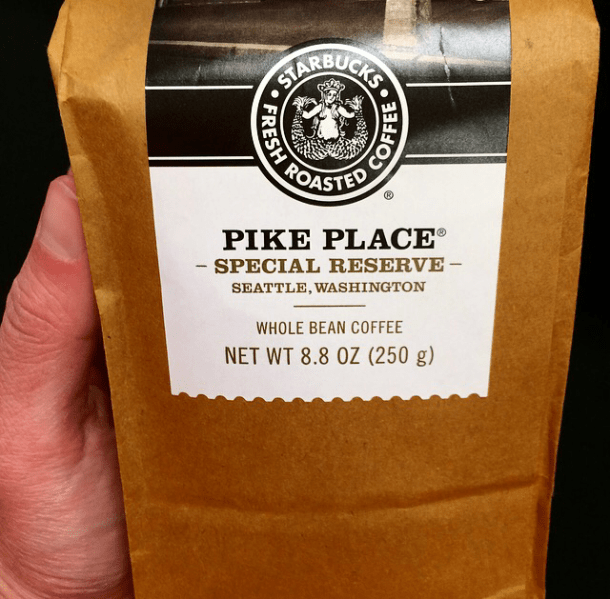 STARBUCKS
FRESH ROASTED COFFEE
®
PIKE PLACE®
– SPECIAL RESERVE –
SEATTLE, WASHINGTON
WHOLE BEAN COFFEE
NET WT 8.8 OZ (250 g)